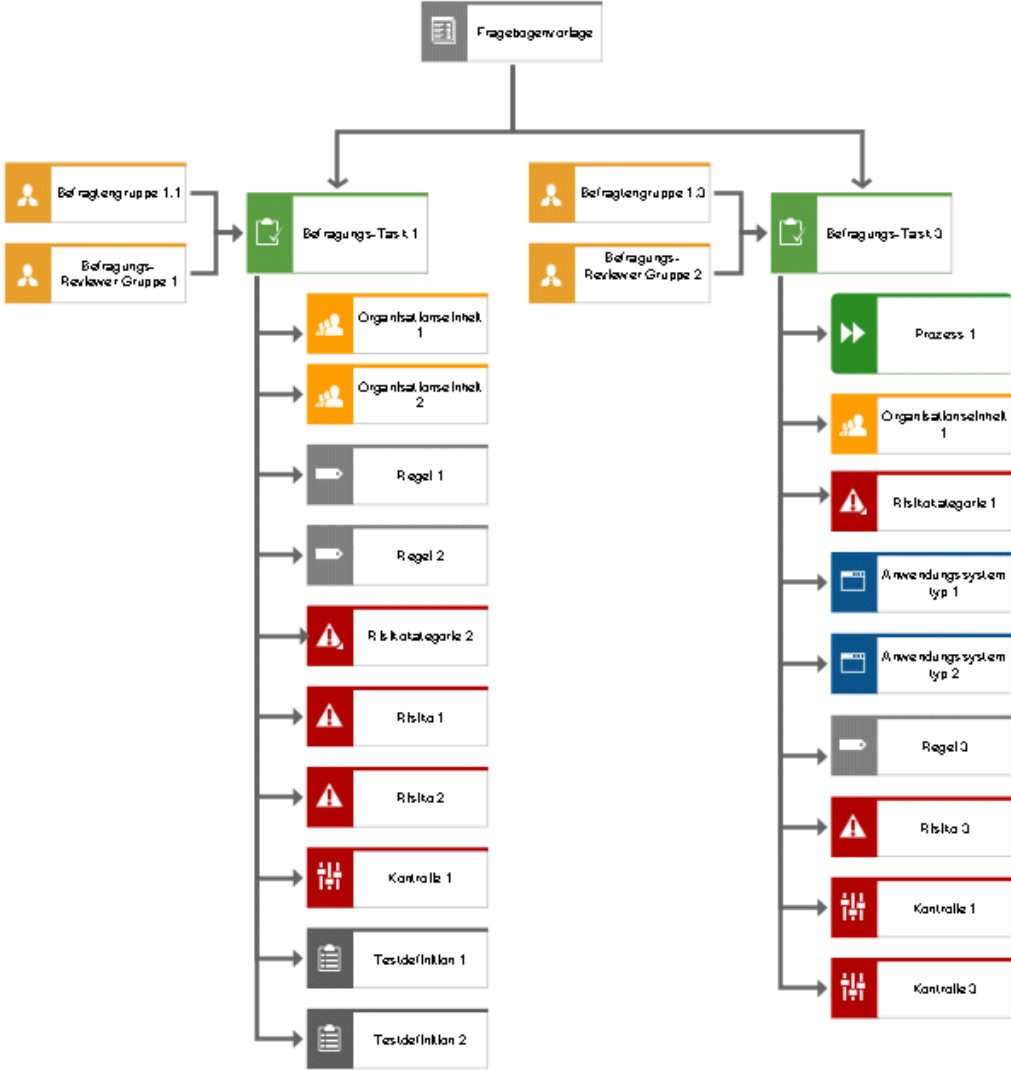 Fragebogenvorlage
Befragtengruppe 1.1
Befragungs-
Reviewer Gruppe 1
Befragungs-Task 1
Organisationseinheit
1
Organisationseinheit
2
Regel 1
Regel 2
Risikokategorie 2
Risiko 1
Risiko 2
Kontrolle 1
Testdefinition 1
Testdefinition 2
Befragtengruppe 1.3
Befragungs-
Reviewer Gruppe 2
Befragungs-Task 3
Prozess 1
Organisationseinheit
1
Risikokategorie 1
Anwendungssystem
typ 1
Anwendungssystem
typ 2
Regel 3
Risiko 3
Kontrolle 1
Kontrolle 3